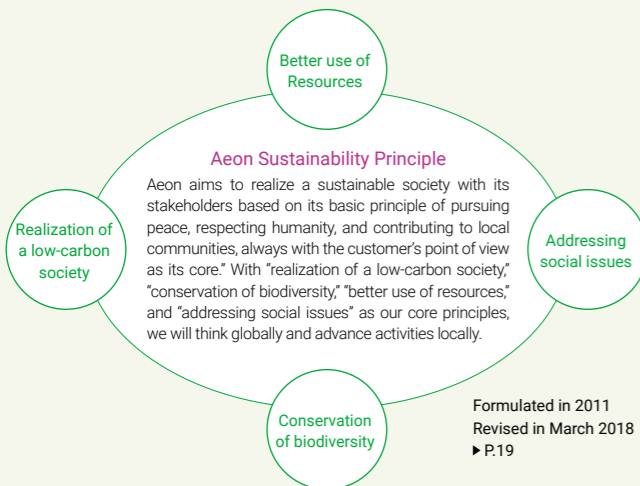 Better use of
Resources
Aeon Sustainability Principle
Aeon aims to realize a sustainable society with its
stakeholders based on its basic principle of pursuing
peace, respecting humanity, and contributing to local
communities, always with the customer's point of view
as its core.” With “realization of a low-carbon society,”
“conservation of biodiversity,” “better use of resources,”
and “addressing social issues” as our core principles,
we will think globally and advance activities locally.
Realization of
a low-carbon
society
Addressing
social issues
Conservation
of biodiversity
Formulated in 2011
Revised in March 2018
▶ P.19